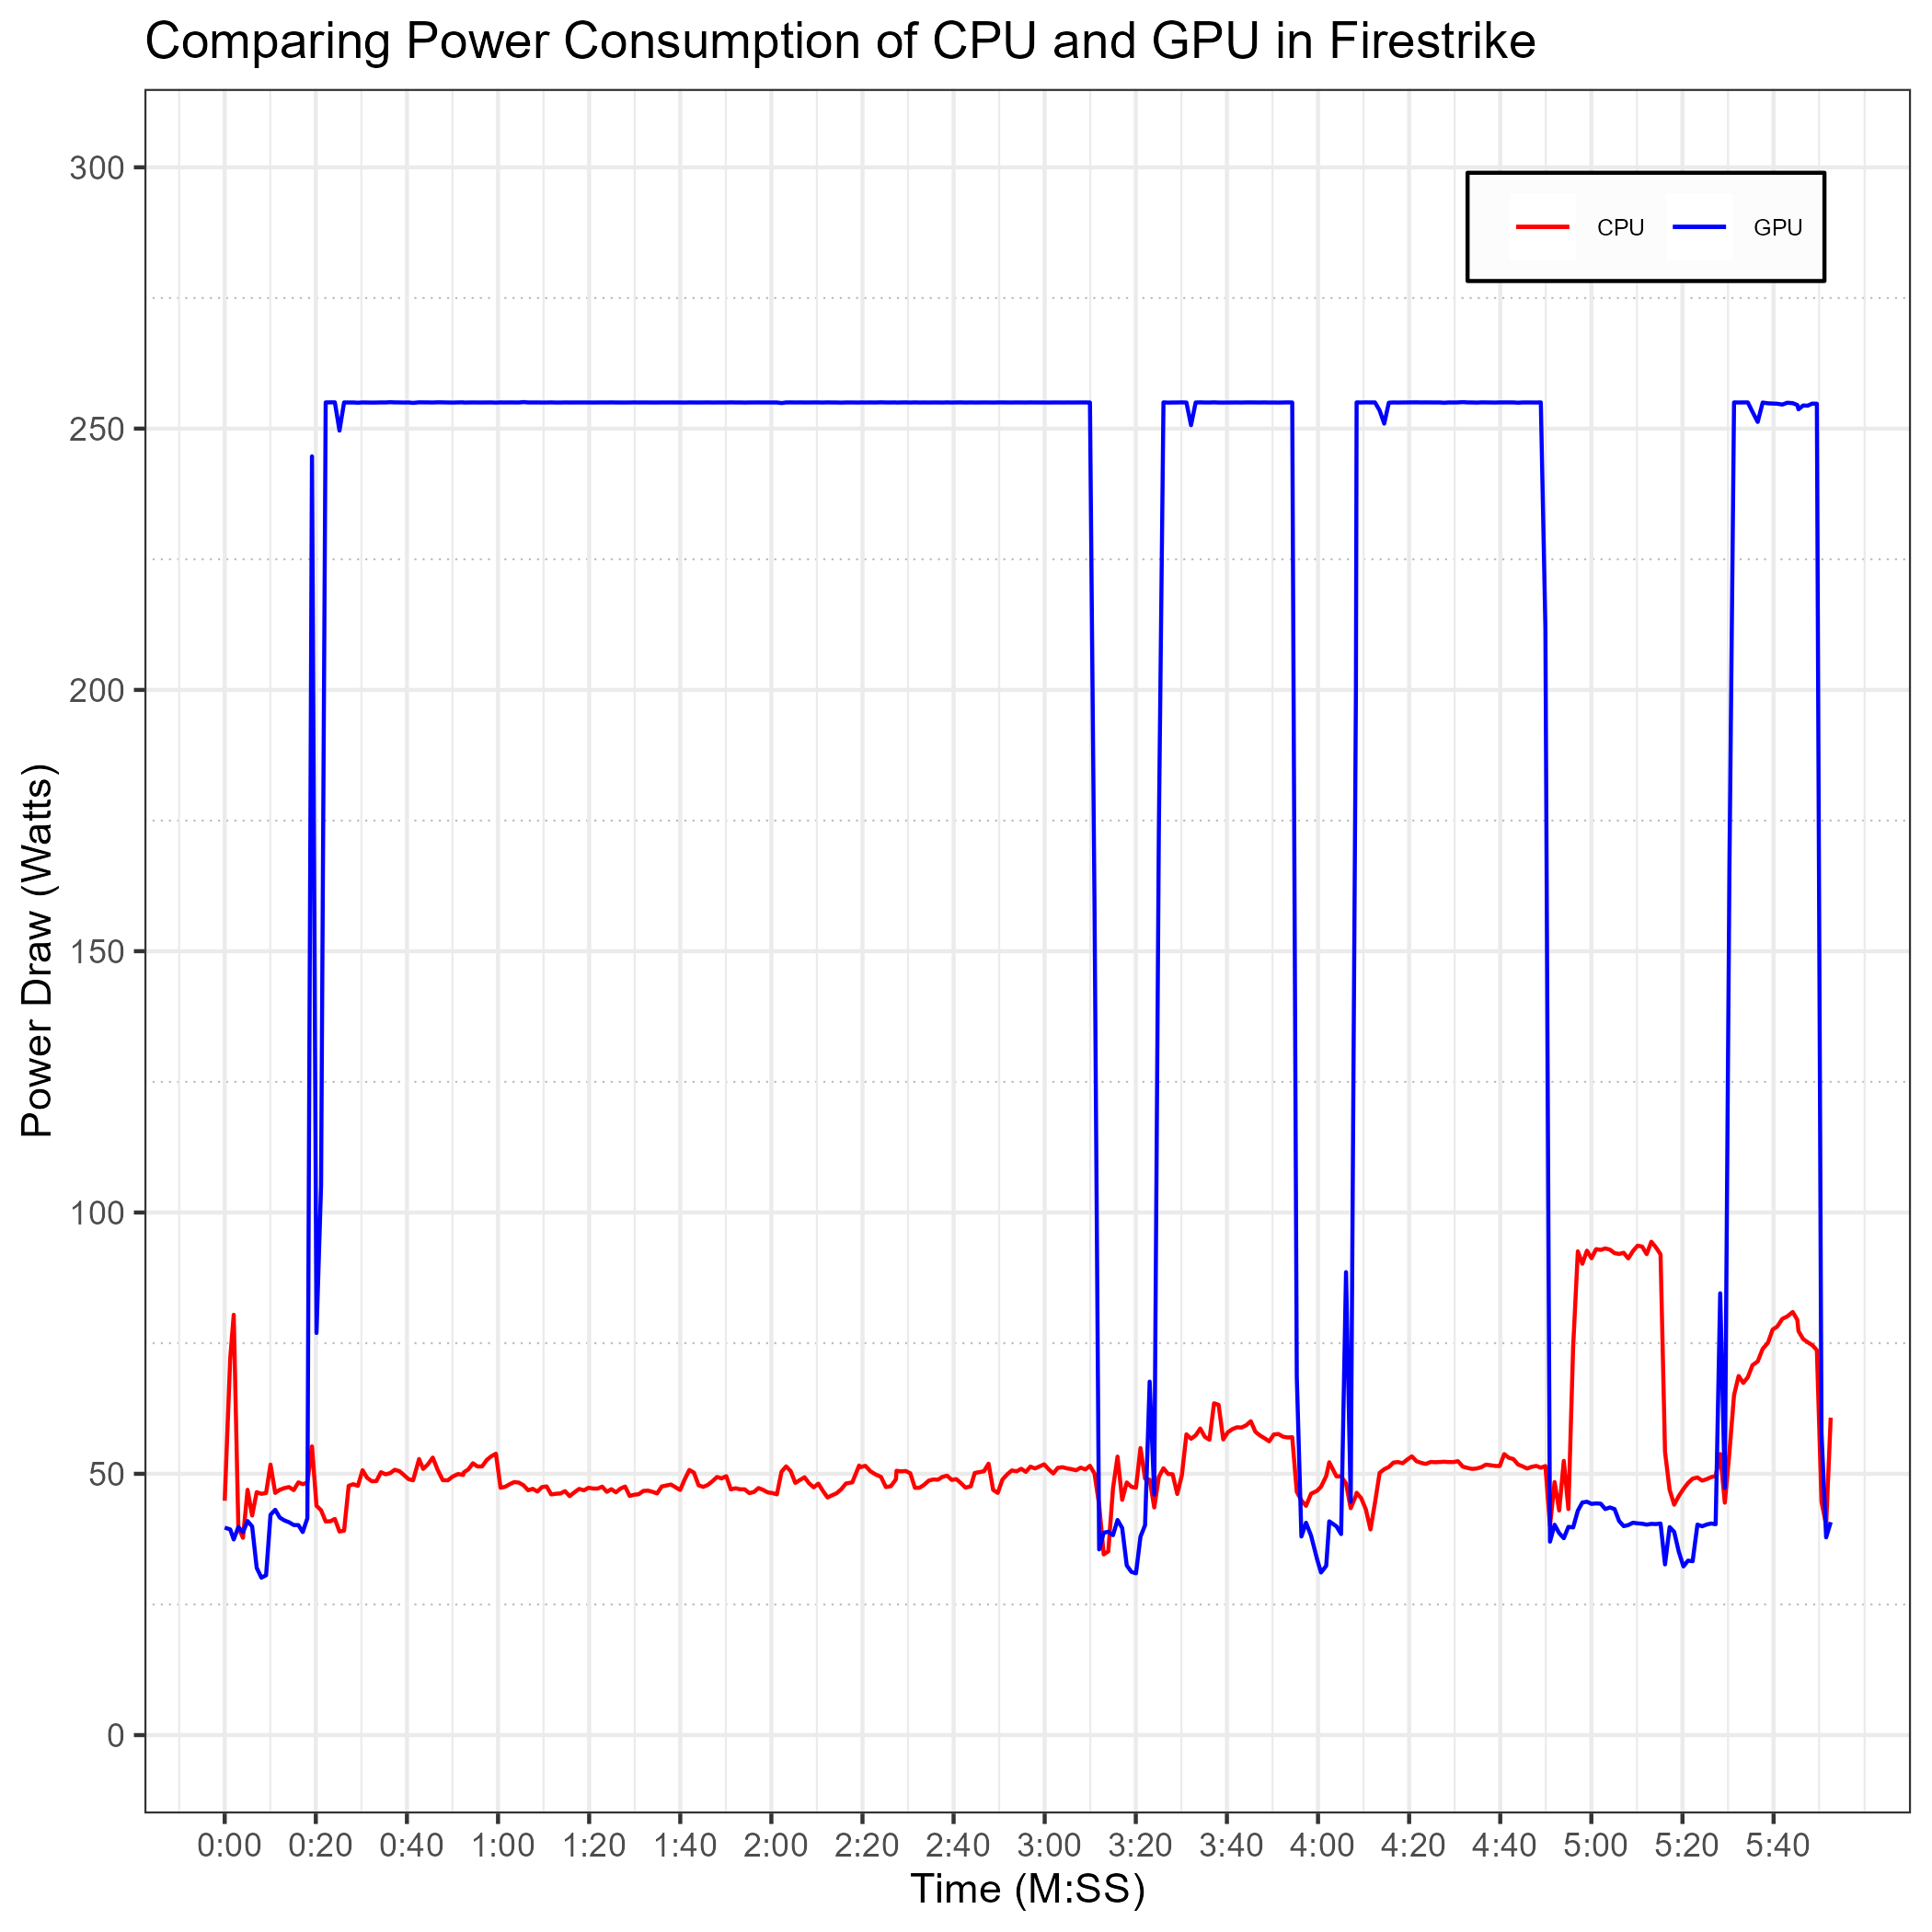 Comparing Power Consumption of CPU and GPU in Firestrike
300
CPU GPU
250
200
150
100
50
0
Power Draw (Watts)
0:00 0:20 0:40 1:00 1:20 1:40 2:00 2:20 2:40 3:00 3:20 3:40 4:00 4:20 4:40 5:00 5:20 5:40
Time (M:SS)